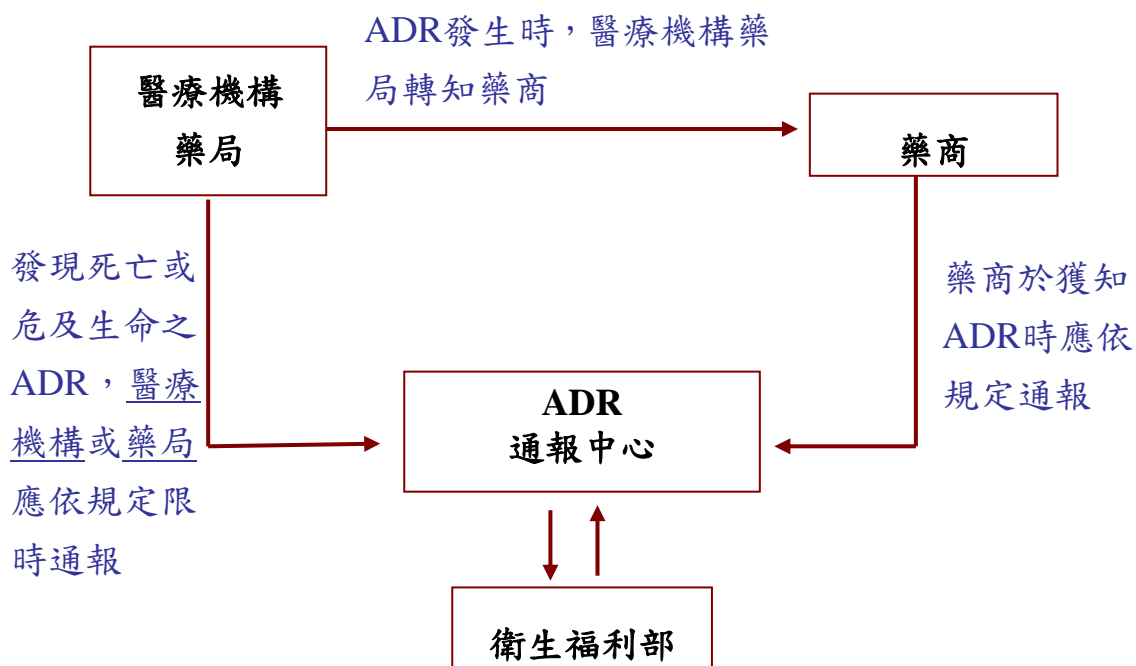 ADR發生時，醫療機構藥
局轉知藥商
醫療機構
藥局
藥商
發現死亡或
危及生命之
ADR，醫療
機構或藥局
應依規定限
時通報
藥商於獲知
ADR時應依
規定通報
ADR
通報中心
衛生福利部